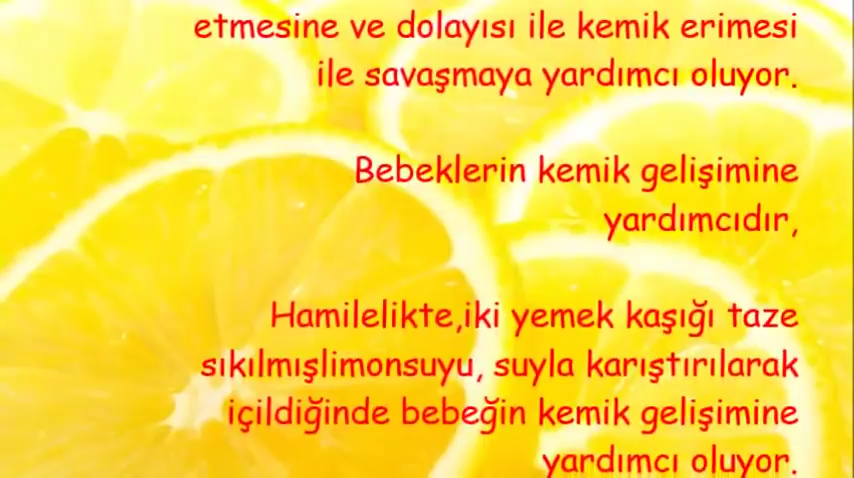 etmesine ve dolayısı ile kemik erimesi
ile savaşmaya yardımcı oluyor.
Bebeklerin kemik gelişimine
yardımcıdır,
Hamilelikte,iki yemek kaşığı taze
sıkılmışlimonsuyu, suyla karıştırılarak
içildiğinde bebeğin kemik gelişimine
yardımcı oluyor.